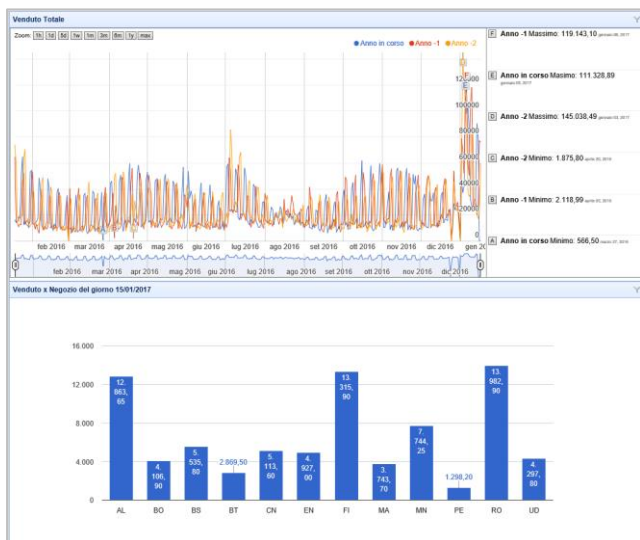 Venduto Totale
Zoom: 1h 1d 5d 1w 1m 3m 6m 1y max
Anno in corso Anno -1 Anno -2
120000
100000
80000
60000
40000
20000
0
feb 2016 mar 2016 apr 2016 mag 2016 giu 2016 lug 2016 ago 2016 set 2016 ott 2016 nov 2016 dic 2016 gen 20
feb 2016 mar 2016 apr 2016 mag 2016 giu 2016 lug 2016 ago 2016 set 2016 ott 2016 nov 2016 dic 2016
F Anno -1 Massimo: 119.143,10
E Anno in corso Masimo: 111.328,89
D Anno -2 Massimo: 145.038,49
Anno -2 Minimo: 1.875,80
B Anno -1 Minimo: 2.118,99
A Anno in corso Minimo: 566,50
Venduto x Negozio del giorno 15/01/2017
16.000
12.000
8.000
4.000
0
12.863,65
4.106,90
5.535,80
2.869,50
5.113,60
4.927,00
13.315,90
3.743,70
7.744,25
1.298,20
13.982,90
4.297,80
AL BO BS BT CN EN FI MA MN PE RO UD